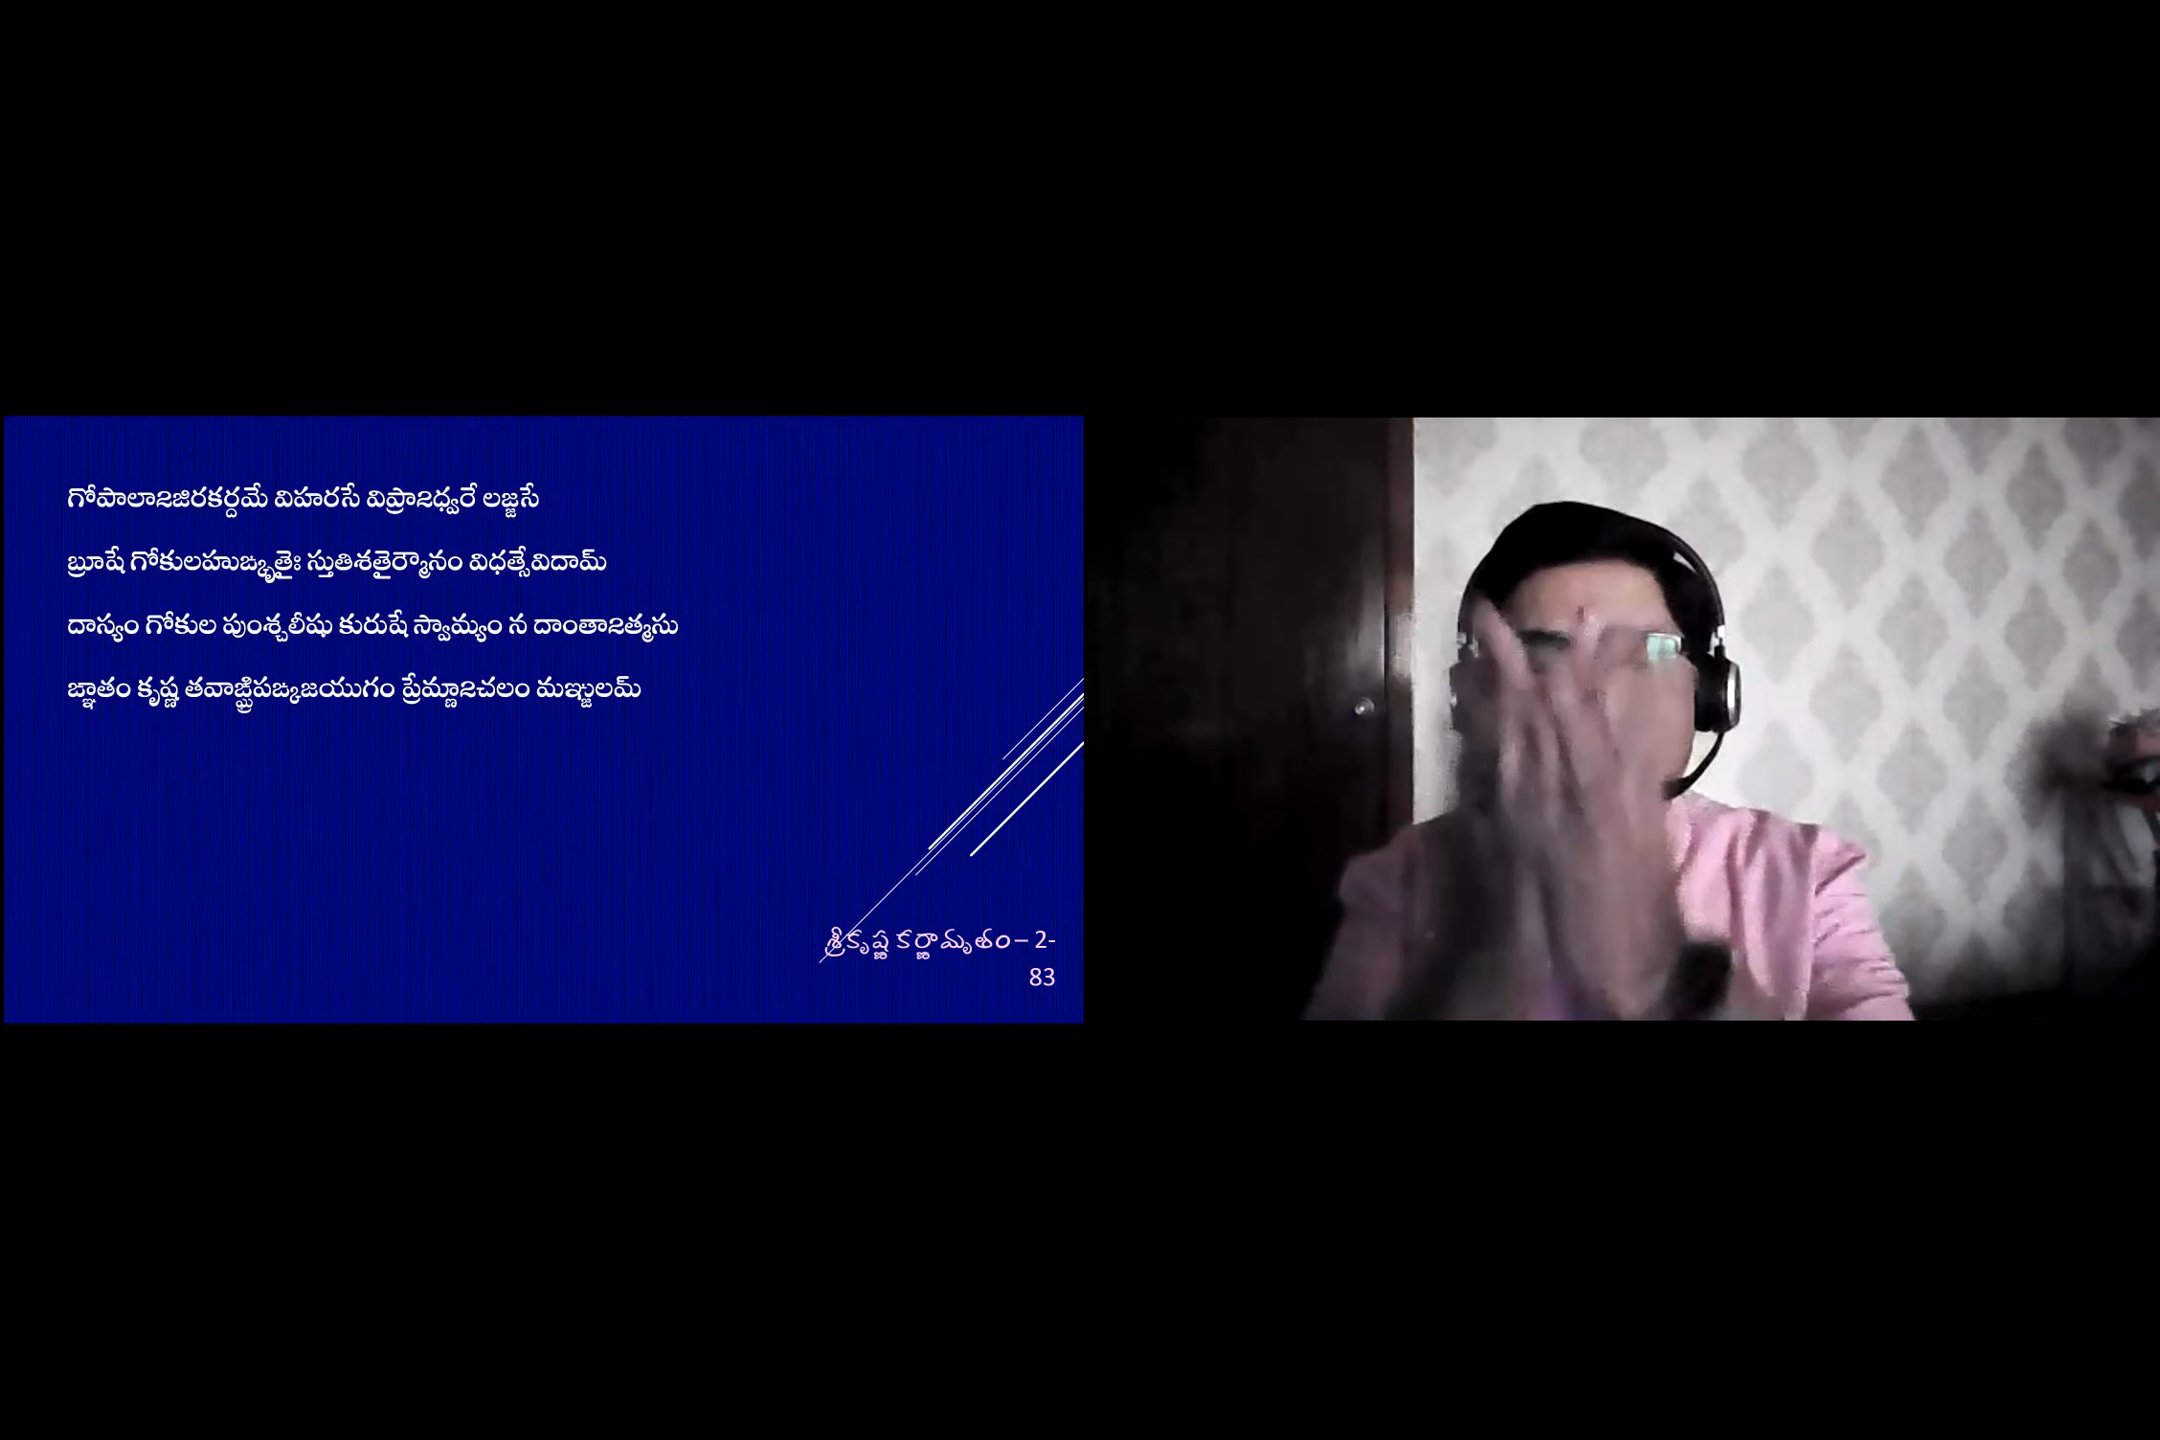 గోపాలాఽజిరకర్దమే విహరసే విప్రాఽధ్వరే లజ్జసే
బ్రూషే గోకులహుఙ్కృతైః స్తుతిశతైర్మౌనం విధత్సేవిదామ్
దాస్యం గోకుల పుంశ్చలీషు కురుషే స్వామ్యం న దాంతాఽత్మసు
ఙ్ఞాతం కృష్ణ తవాఙ్ఘ్రిపఙ్కజయుగం ప్రేమ్ణాఽచలం మఞ్జులమ్
శ్రీకృష్ణ కర్ణామృతం – 2-
83